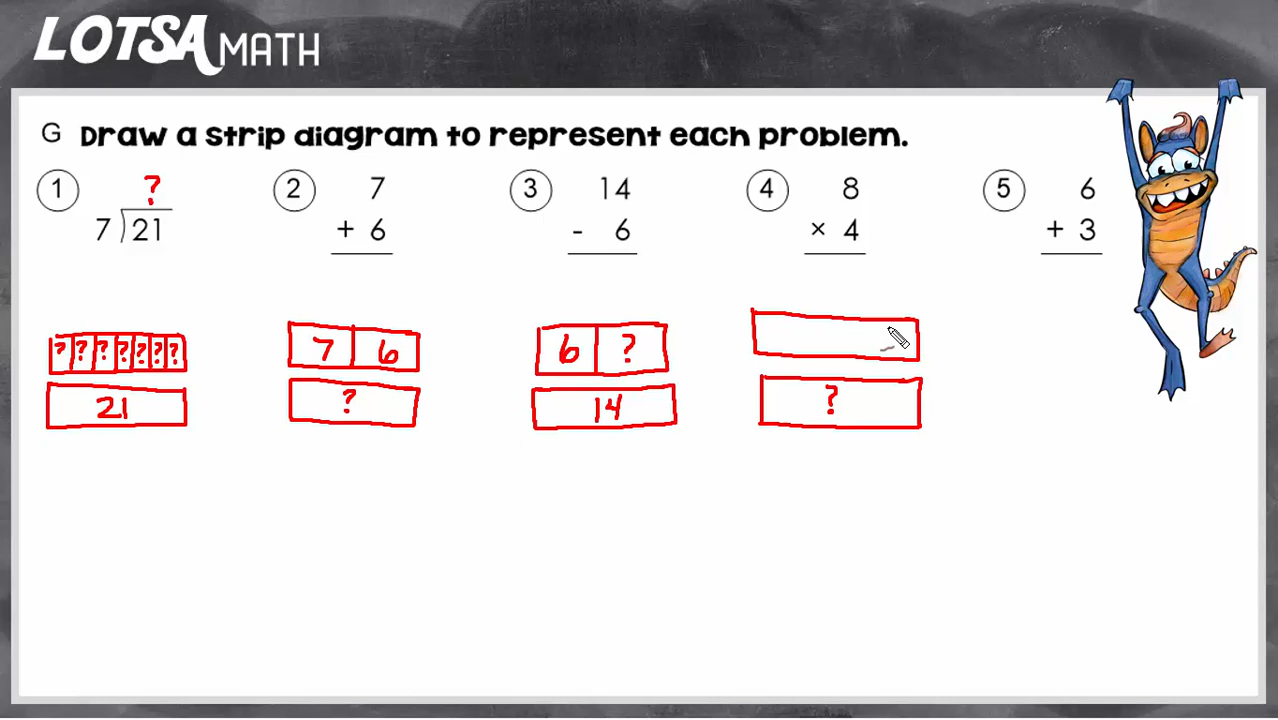 LOTSA MATH
G Draw a strip diagram to represent each problem.
1 ? 7 21
2 7 + 6
3 14 - 6
4 8 × 4
5 6 + 3
? ? ? ? ? ? ?
21
7 6
?
6 ?
14
?